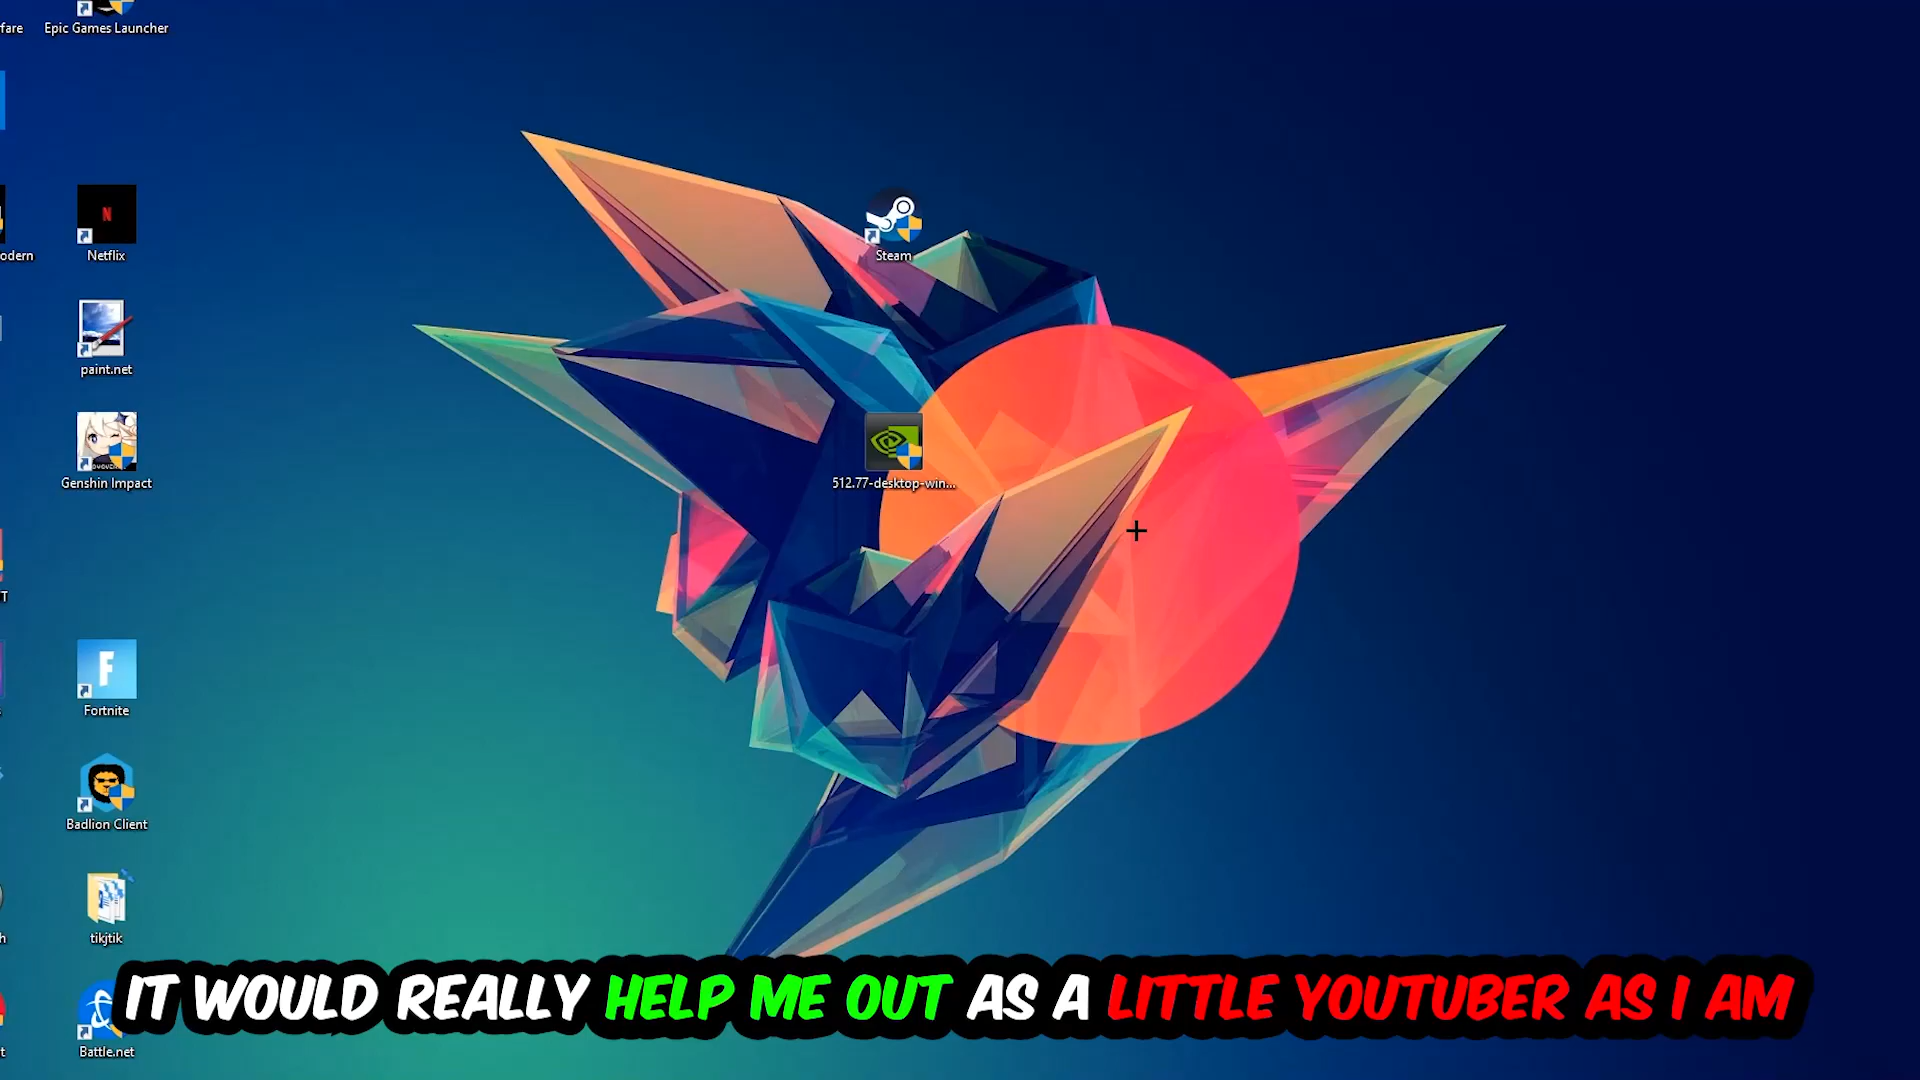 fare
Epic Games Launcher
odern
Netflix
Steam
paint.net
512.77-desktop-win...
Genshin Impact
T
F
Fortnite
Badlion Client
h
tikjtik
IT WOULD REALLY HELP ME OUT AS A LITTLE YOUTUBER AS I AM
t
Battle.net